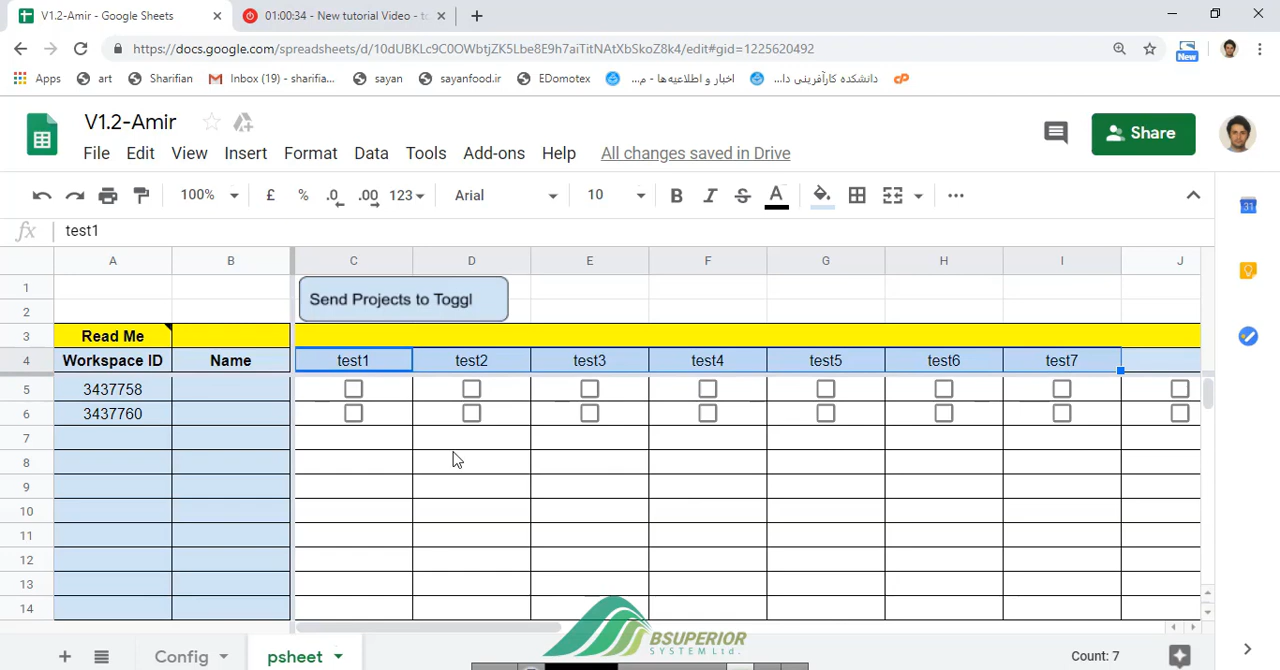 V1.2-Amir - Google Sheets
01:00:34 - New tutorial Video - to
https://docs.google.com/spreadsheets/d/10dUBKLc9C0OWbtjZK5Lbe8E9h7aiTitNAtXbSkoZ8k4/edit#gid=1225620492
New
Apps art Sharifian Inbox (19) - sharifia... sayan sayanfood.ir EDomotex اخبار و اطلاعیه‌ها - م... دانشکده کارآفرینی دا...
V1.2-Amir
File Edit View Insert Format Data Tools Add-ons Help All changes saved in Drive
Share
100% £ % .0 .00 123 Arial 10 B I S A
31
fx test1
A B C D E F G H I J
1 Send Projects to Toggl
2
3 Read Me
4 Workspace ID Name test1 test2 test3 test4 test5 test6 test7
5 3437758
6 3437760
7
8
9
10
11
12
13
14
BSUPERIOR
SYSTEM Ltd.
Config psheet Count: 7